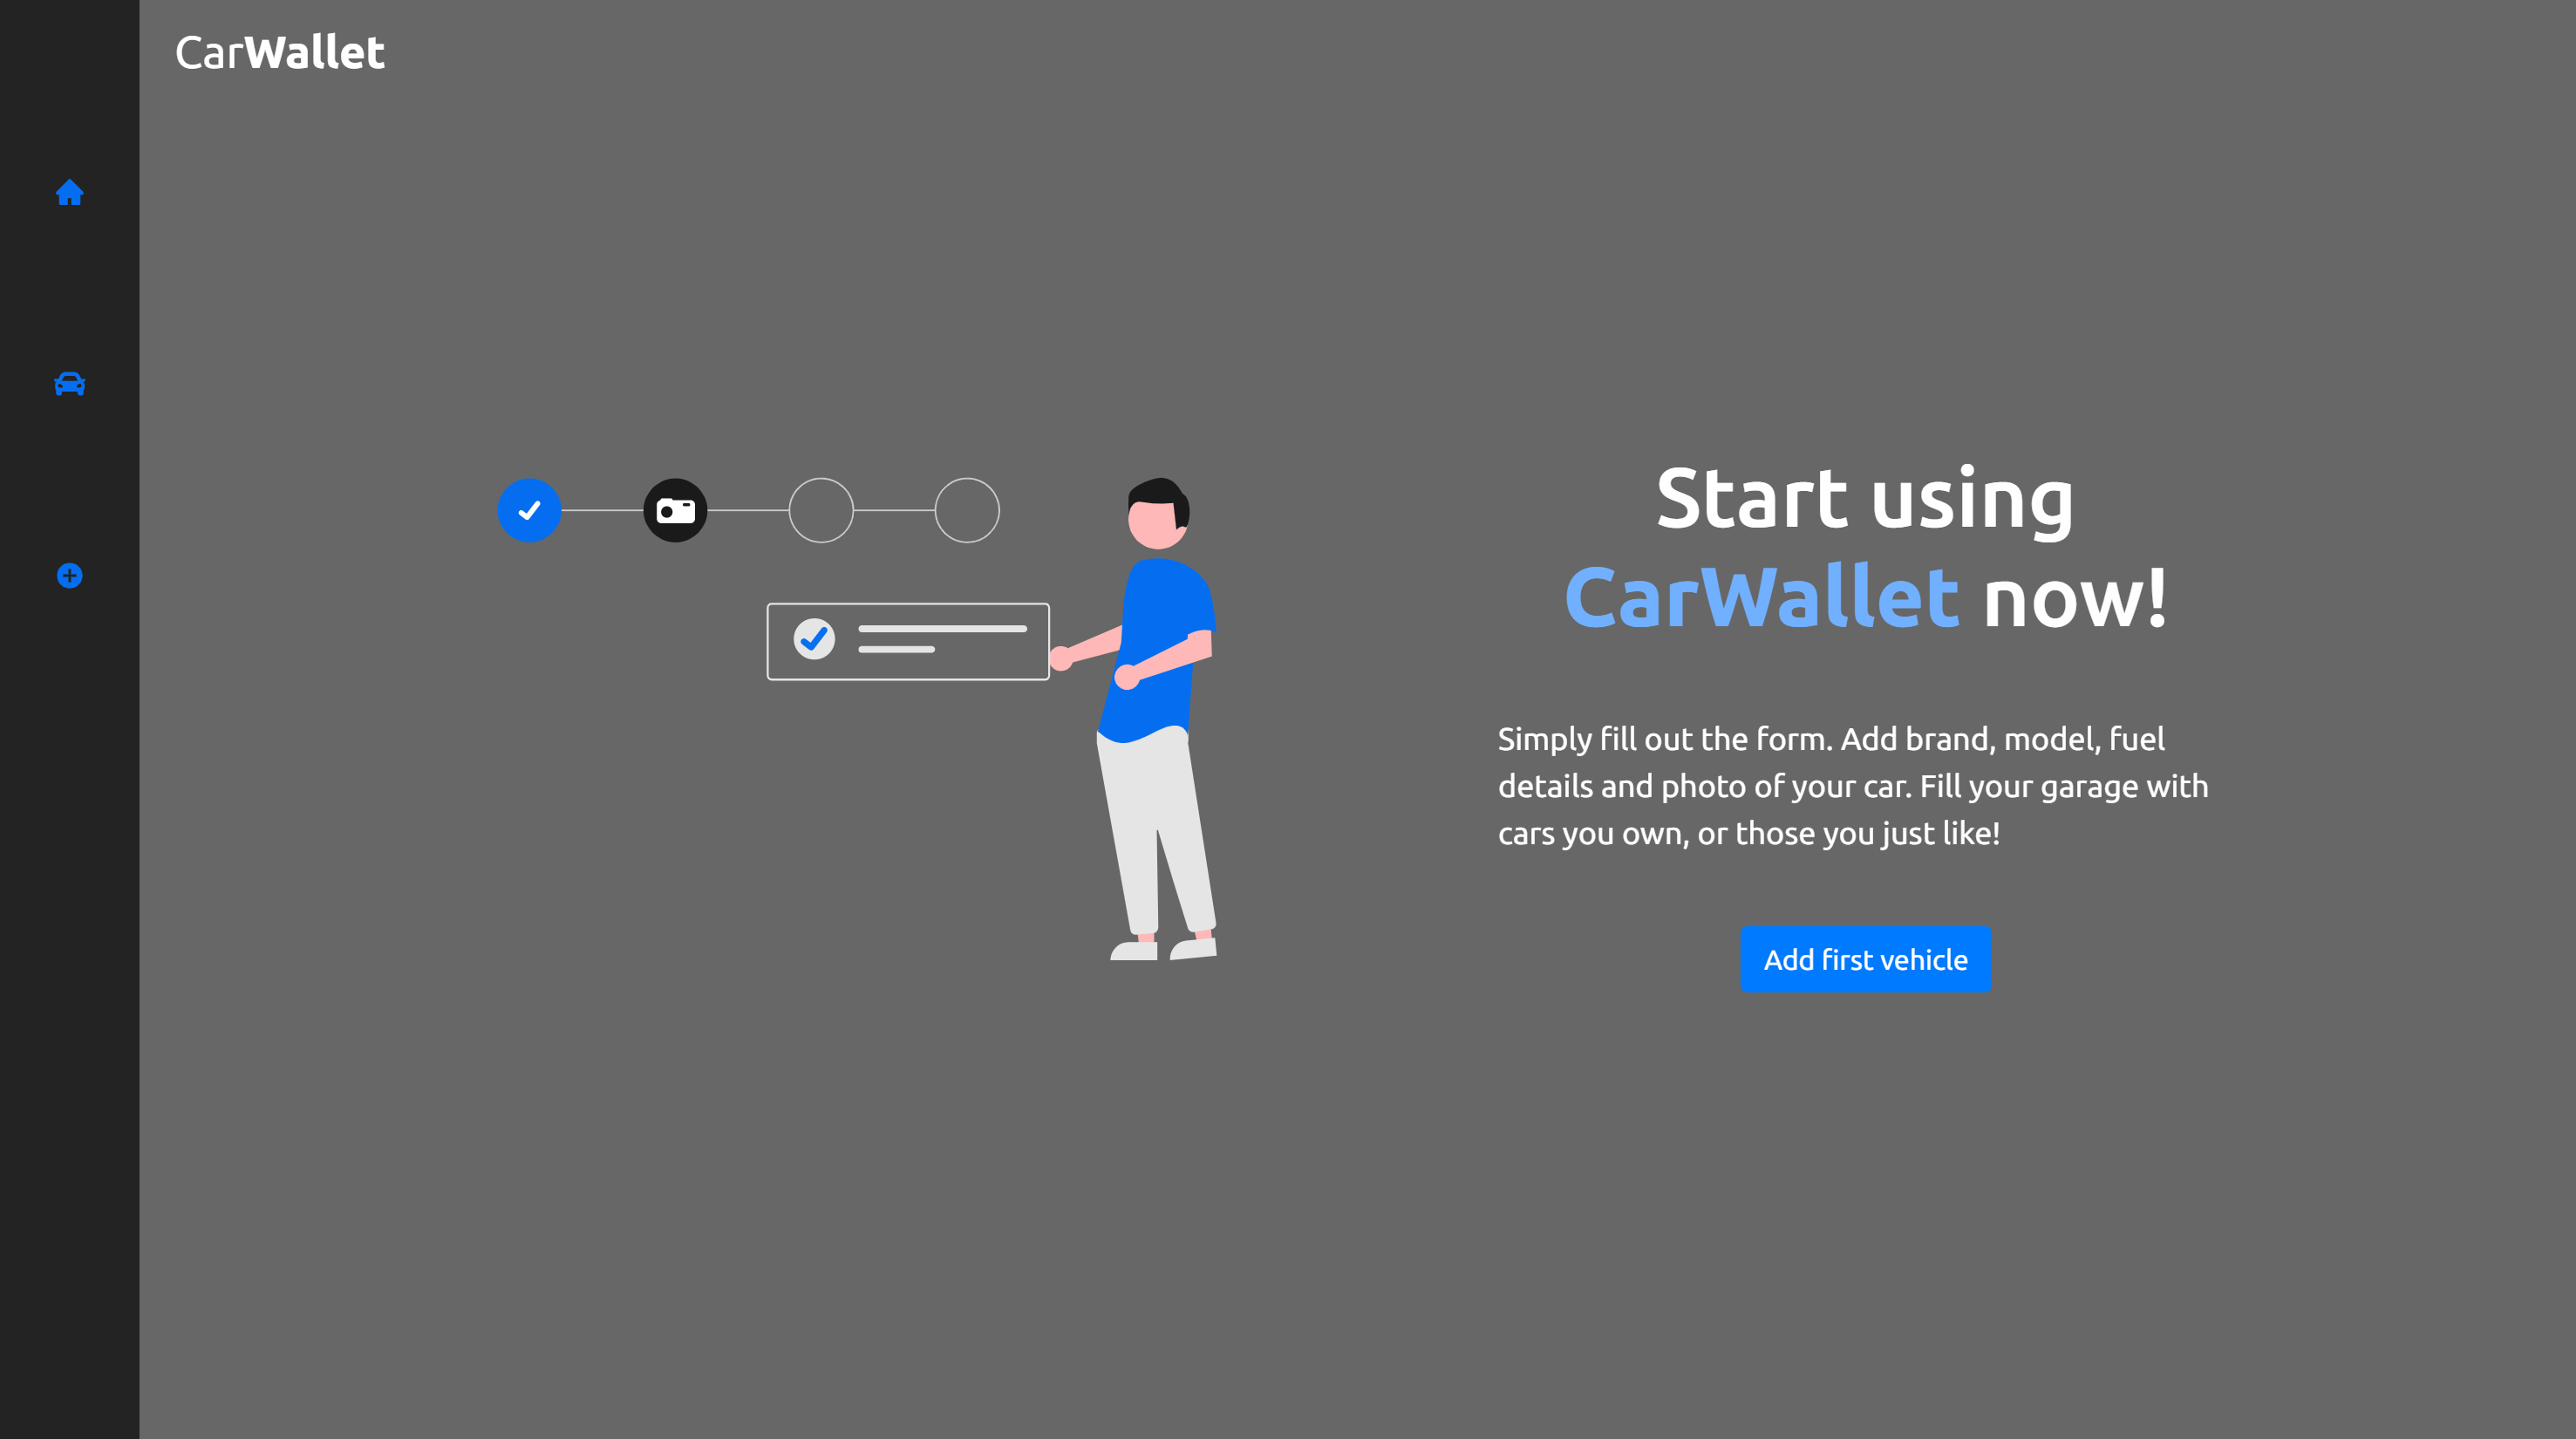 CarWallet
Start using
CarWallet now!
Simply fill out the form. Add brand, model, fuel
details and photo of your car. Fill your garage with
cars you own, or those you just like!
Add first vehicle